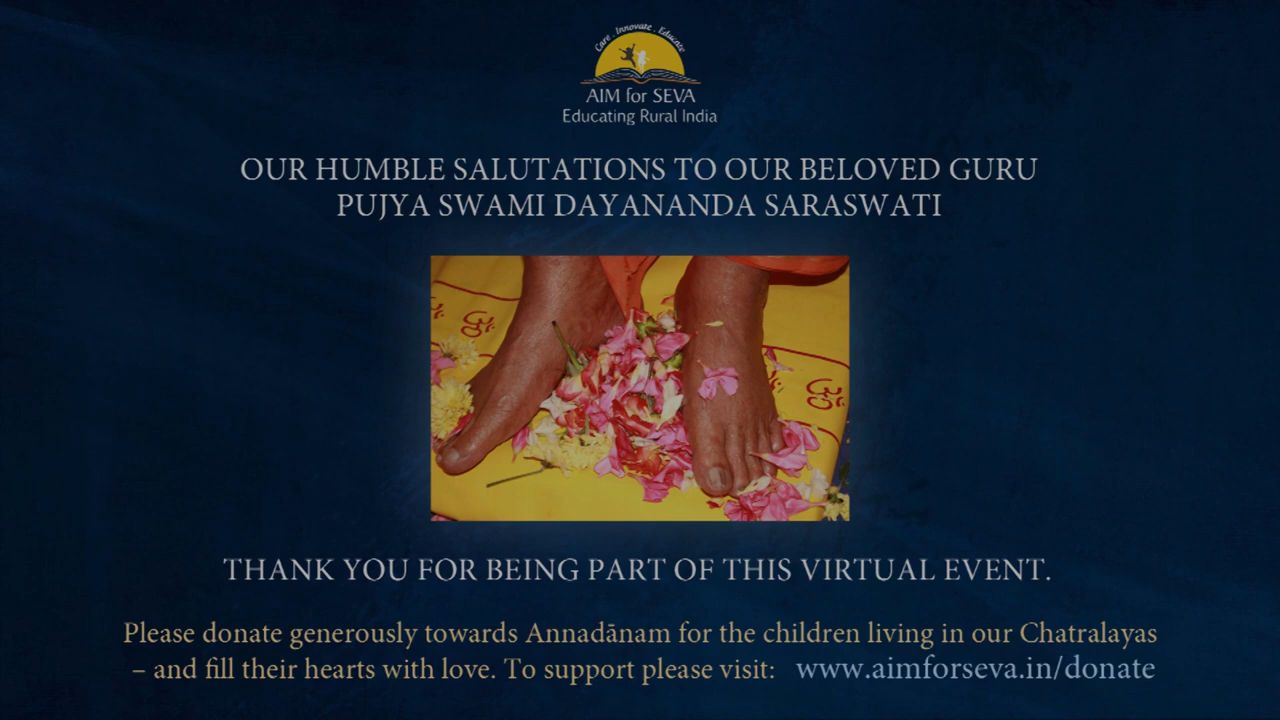 Care . Innovate . Educate
AIM for SEVA
Educating Rural India
OUR HUMBLE SALUTATIONS TO OUR BELOVED GURU
PUJYA SWAMI DAYANANDA SARASWATI
ॐ
ॐ
THANK YOU FOR BEING PART OF THIS VIRTUAL EVENT.
Please donate generously towards Annadānam for the children living in our Chatralayas
– and fill their hearts with love. To support please visit: www.aimforseva.in/donate